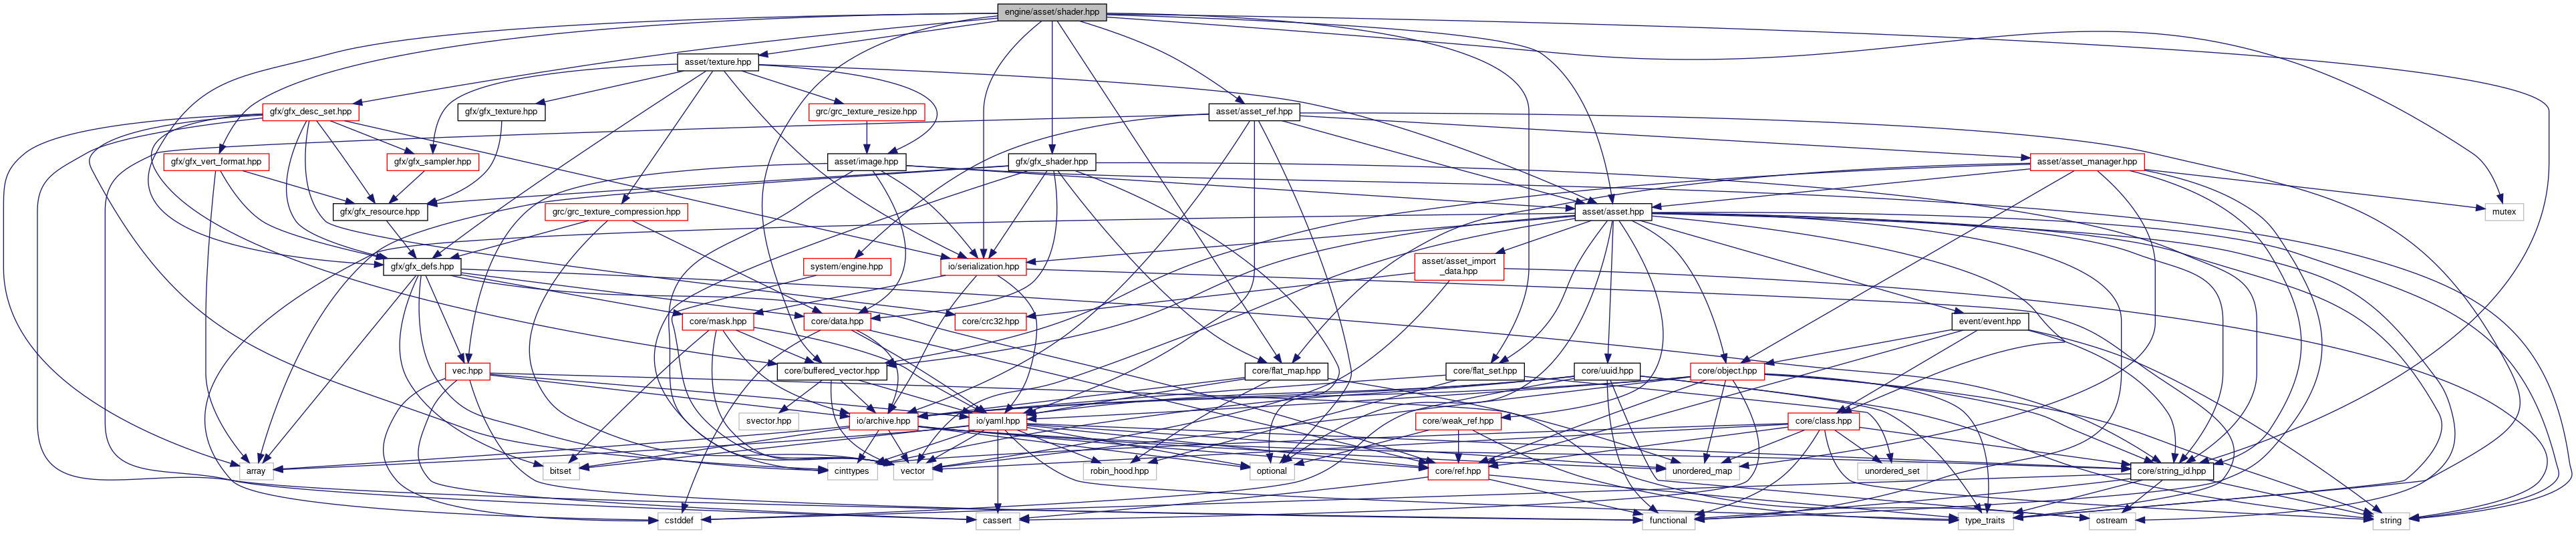 engine/asset/shader.hpp
asset/texture.hpp
gfx/gfx_desc_set.hpp
gfx/gfx_texture.hpp
grc/grc_texture_resize.hpp
asset/asset_ref.hpp
gfx/gfx_vert_format.hpp
gfx/gfx_sampler.hpp
asset/image.hpp
gfx/gfx_shader.hpp
asset/asset_manager.hpp
gfx/gfx_resource.hpp
grc/grc_texture_compression.hpp
asset/asset.hpp
mutex
gfx/gfx_defs.hpp
system/engine.hpp
io/serialization.hpp
asset/asset_import
_data.hpp
core/mask.hpp
core/data.hpp
core/crc32.hpp
event/event.hpp
vec.hpp
core/buffered_vector.hpp
core/flat_map.hpp
core/flat_set.hpp
core/uuid.hpp
core/object.hpp
svector.hpp
io/archive.hpp
io/yaml.hpp
core/weak_ref.hpp
core/class.hpp
array
bitset
cinttypes
vector
robin_hood.hpp
optional
core/ref.hpp
unordered_map
unordered_set
core/string_id.hpp
cstddef
cassert
functional
type_traits
ostream
string